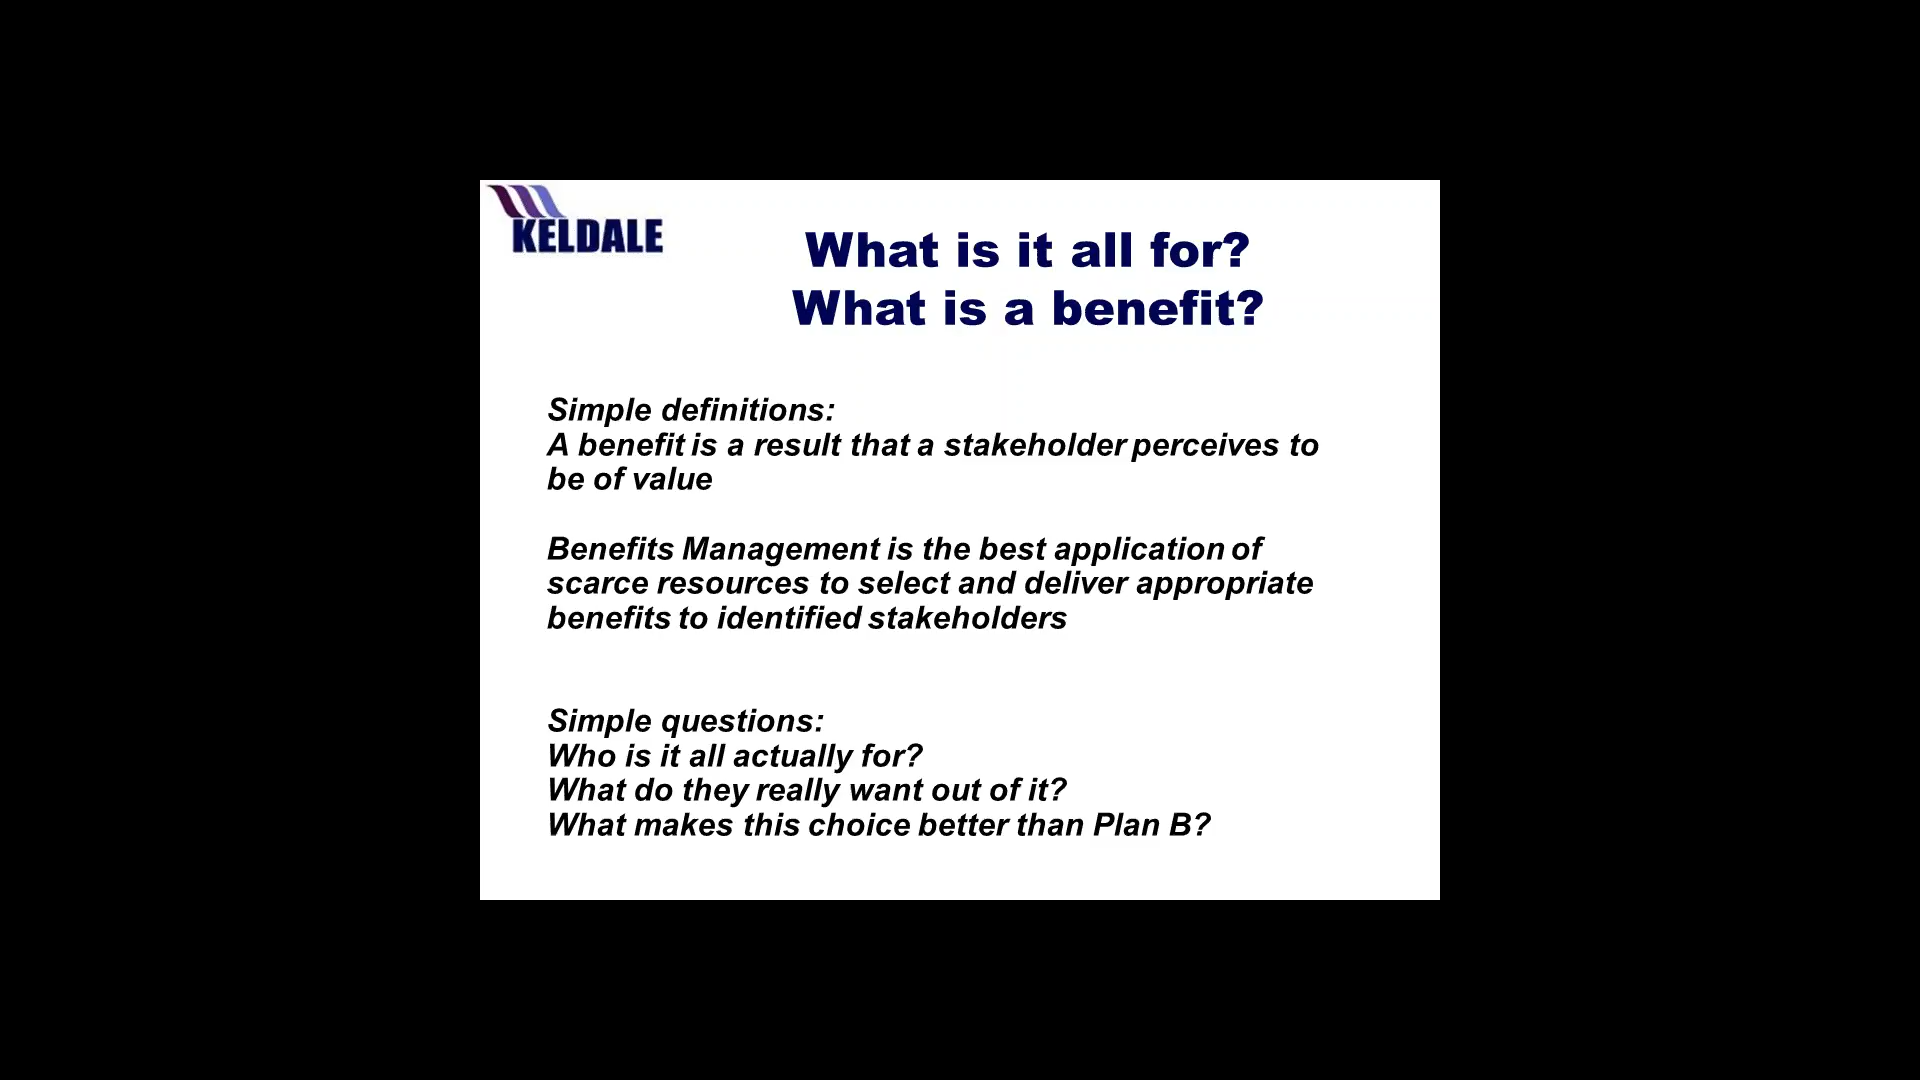 KELDALE
What is it all for?
What is a benefit?
Simple definitions:
A benefit is a result that a stakeholder perceives to
be of value
Benefits Management is the best application of
scarce resources to select and deliver appropriate
benefits to identified stakeholders
Simple questions:
Who is it all actually for?
What do they really want out of it?
What makes this choice better than Plan B?